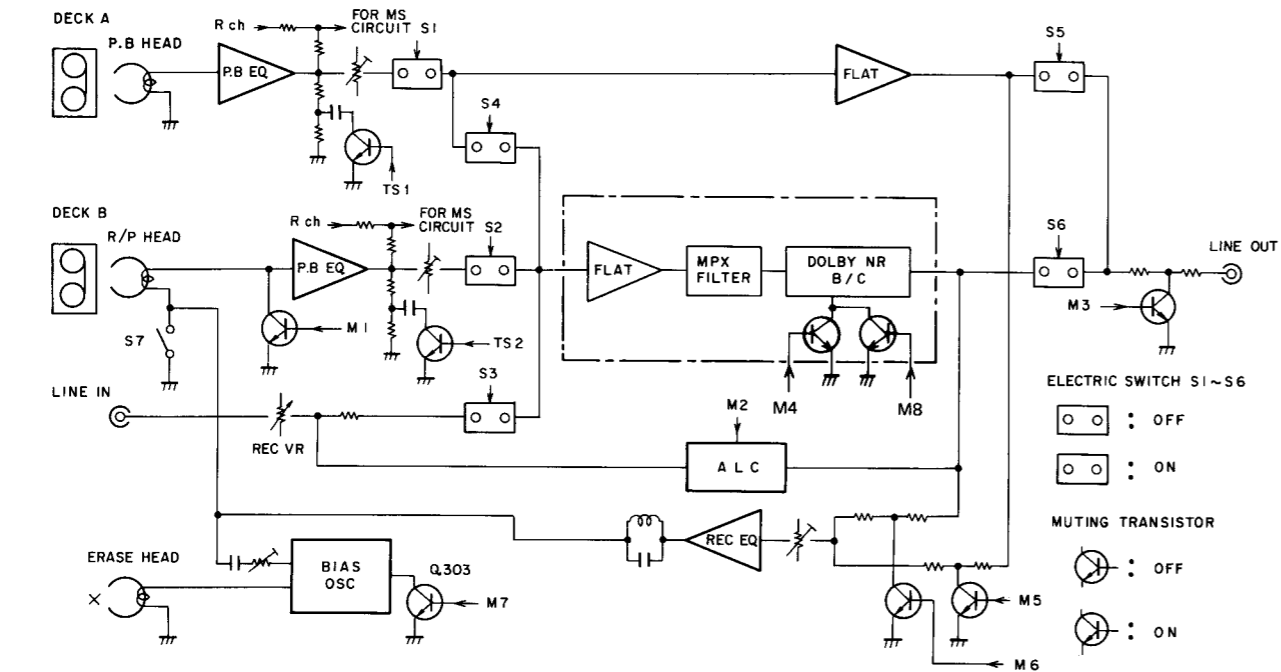 DECK A
P.B HEAD
R ch
FOR MS
CIRCUIT S1
P.B EQ
S4
TS1
FLAT
S5
DECK B
R/P HEAD
R ch
FOR MS
CIRCUIT S2
P.B EQ
S7
M1
TS2
FLAT
MPX
FILTER
DOLBY NR
B/C
M4
M8
S6
LINE OUT
M3
LINE IN
REC VR
S3
M2
ALC
ELECTRIC SWITCH S1~S6
: OFF
: ON
REC EQ
MUTING TRANSISTOR
: OFF
: ON
ERASE HEAD
BIAS
OSC
Q303
M7
M5
M6